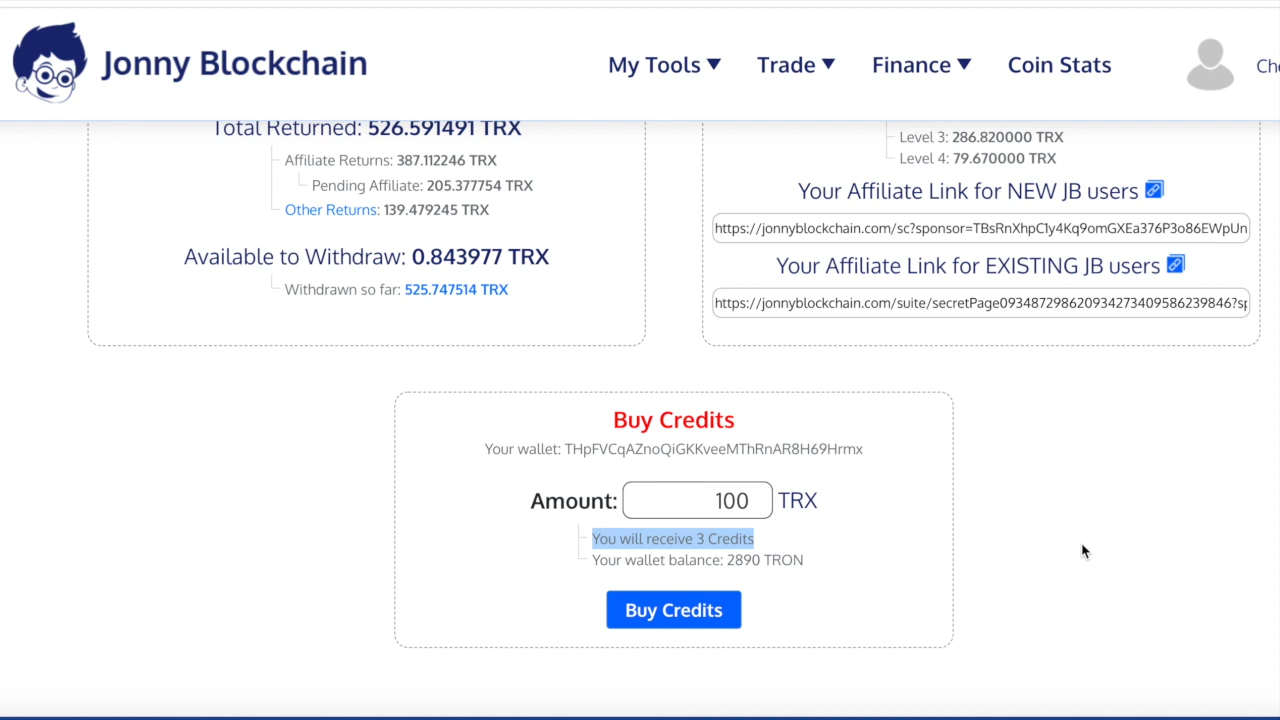 Jonny Blockchain
My Tools ▼ Trade ▼ Finance ▼ Coin Stats
Total Returned: 526.591491 TRX
Affiliate Returns: 387.112246 TRX
Pending Affiliate: 205.377754 TRX
Other Returns: 139.479245 TRX
Available to Withdraw: 0.843977 TRX
Withdrawn so far: 525.747514 TRX
Level 3: 286.820000 TRX
Level 4: 79.670000 TRX
Your Affiliate Link for NEW JB users
https://jonnyblockchain.com/sc?sponsor=TBsRnXhpC1y4Kq9omGXEa376P3o86EWpUn
Your Affiliate Link for EXISTING JB users
https://jonnyblockchain.com/suite/secretPage09348729862093427340958623984​6?sp
Buy Credits
Your wallet: THpFVCqAZnoQiGKKveeMThRnAR8H69Hrmx
Amount: 100 TRX
You will receive 3 Credits
Your wallet balance: 2890 TRON
Buy Credits